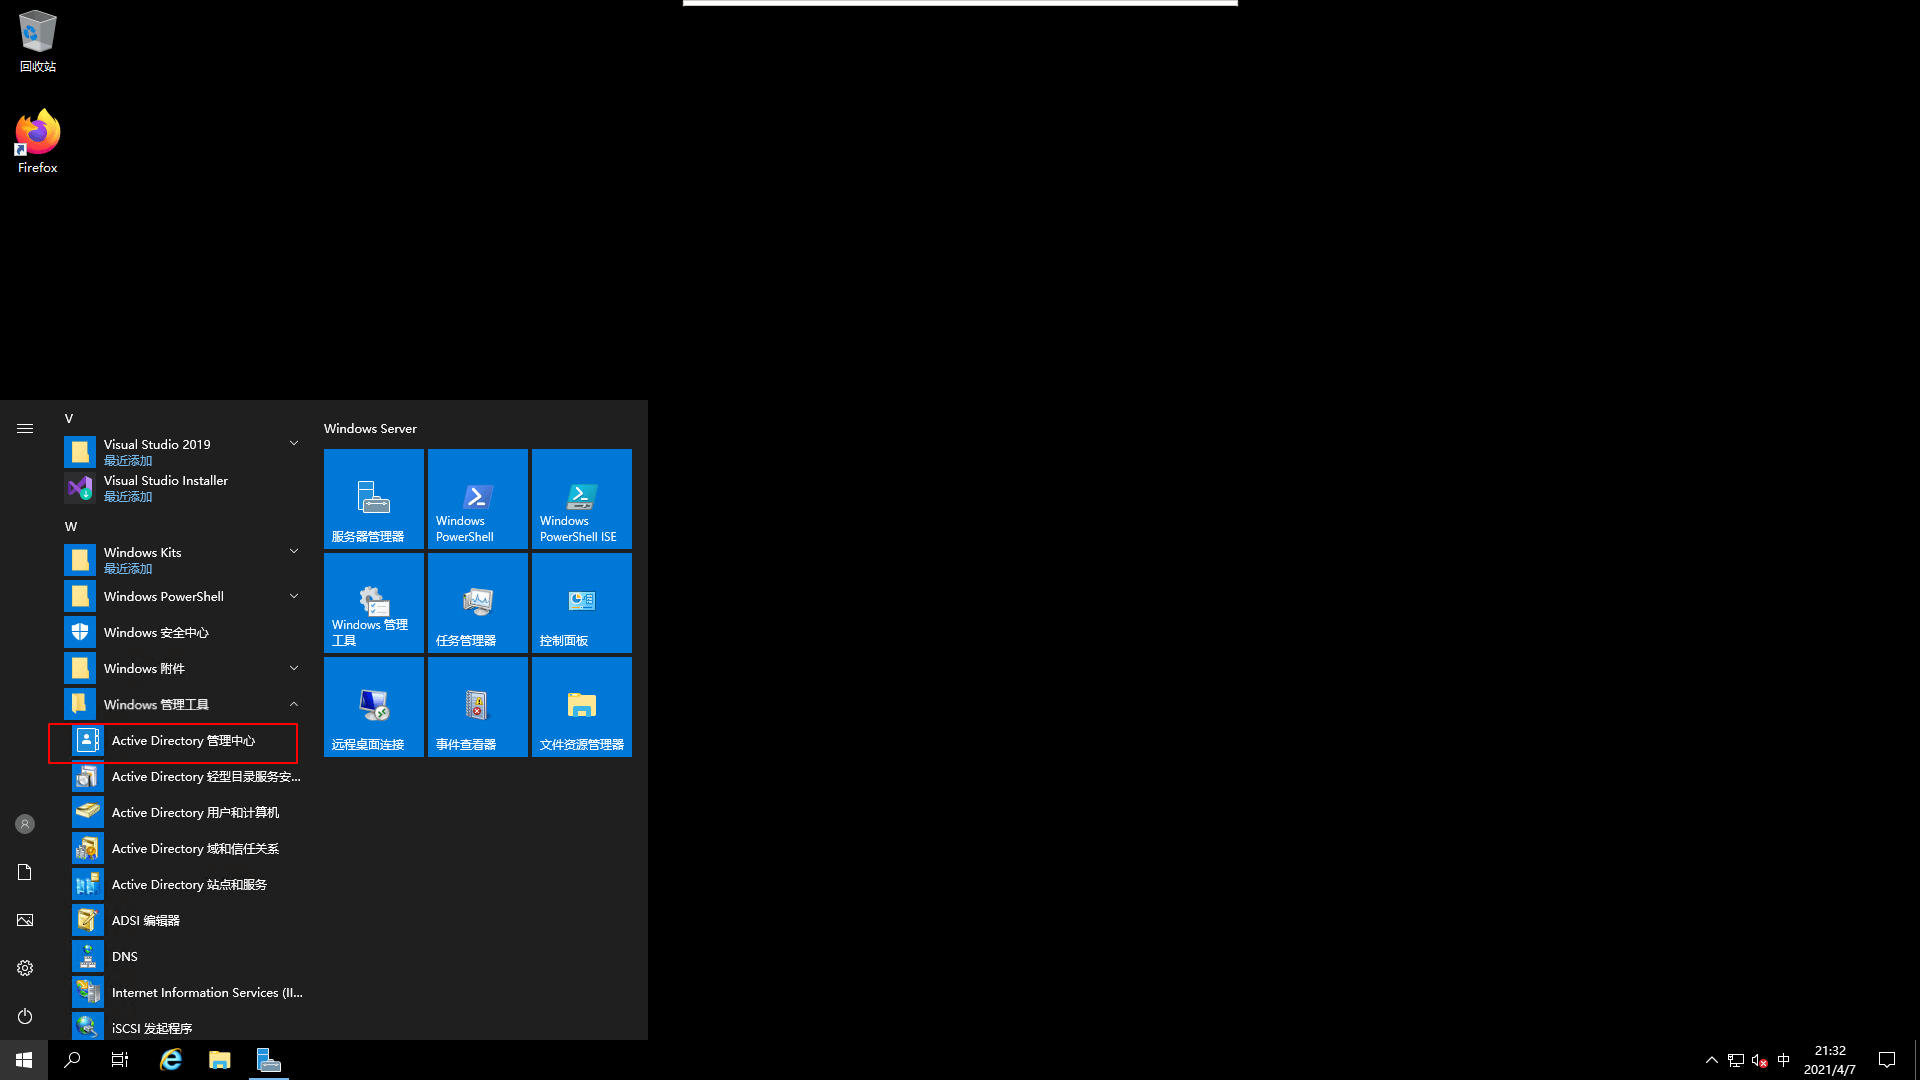 回收站
Firefox
V
Visual Studio 2019
最近添加
Visual Studio Installer
最近添加
W
Windows Kits
最近添加
Windows PowerShell
Windows 安全中心
Windows 附件
Windows 管理工具
Active Directory 管理中心
Active Directory 轻型目录服务安...
Active Directory 用户和计算机
Active Directory 域和信任关系
Active Directory 站点和服务
ADSI 编辑器
DNS
Internet Information Services (II...
iSCSI 发起程序
Windows Server
服务器管理器
Windows
PowerShell
Windows
PowerShell ISE
Windows 管理
工具
任务管理器
控制面板
远程桌面连接
事件查看器
文件资源管理器
中
21:32
2021/4/7